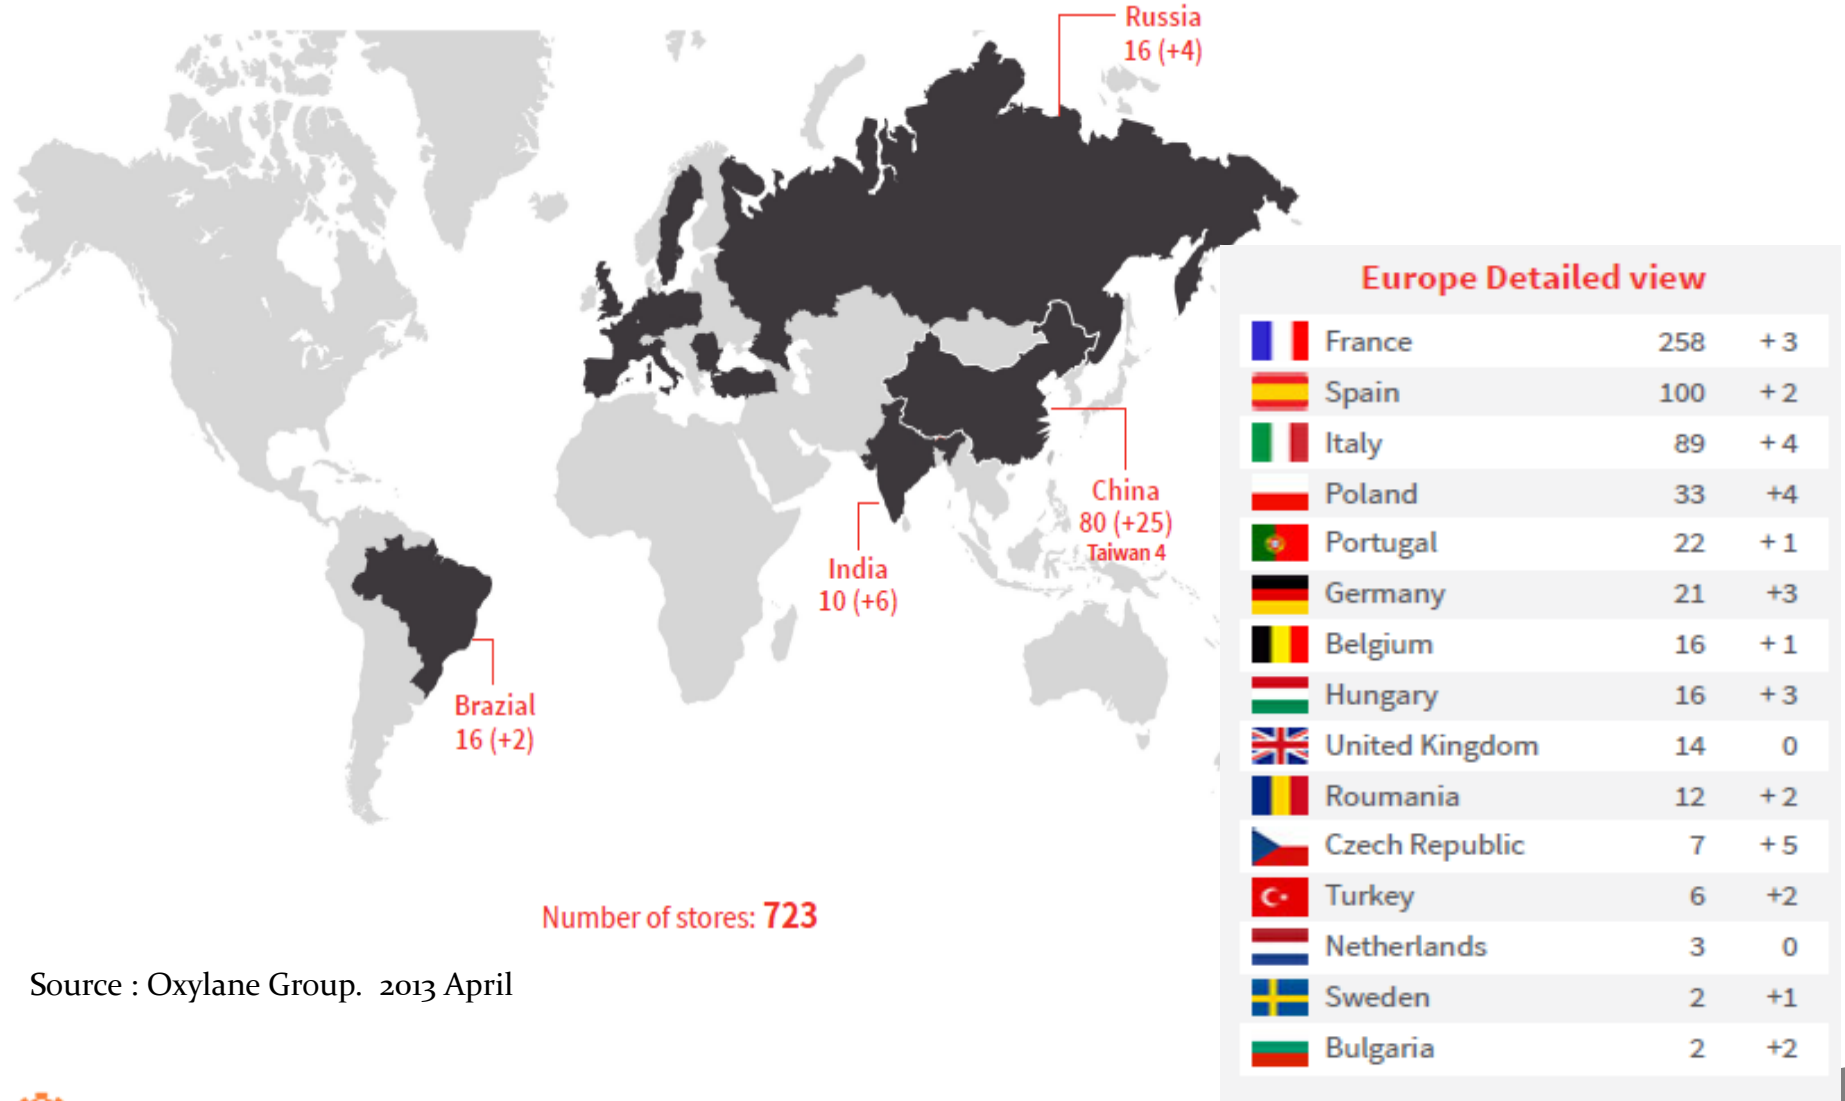 Russia
16 (+4)
China
80 (+25)
Taiwan 4
India
10 (+6)
Brazial
16 (+2)
Number of stores: 723
Source : Oxylane Group. 2013 April
Europe Detailed view
France 258 + 3
Spain 100 + 2
Italy 89 + 4
Poland 33 +4
Portugal 22 + 1
Germany 21 +3
Belgium 16 + 1
Hungary 16 + 3
United Kingdom 14 0
Roumania 12 + 2
Czech Republic 7 + 5
Turkey 6 +2
Netherlands 3 0
Sweden 2 +1
Bulgaria 2 +2